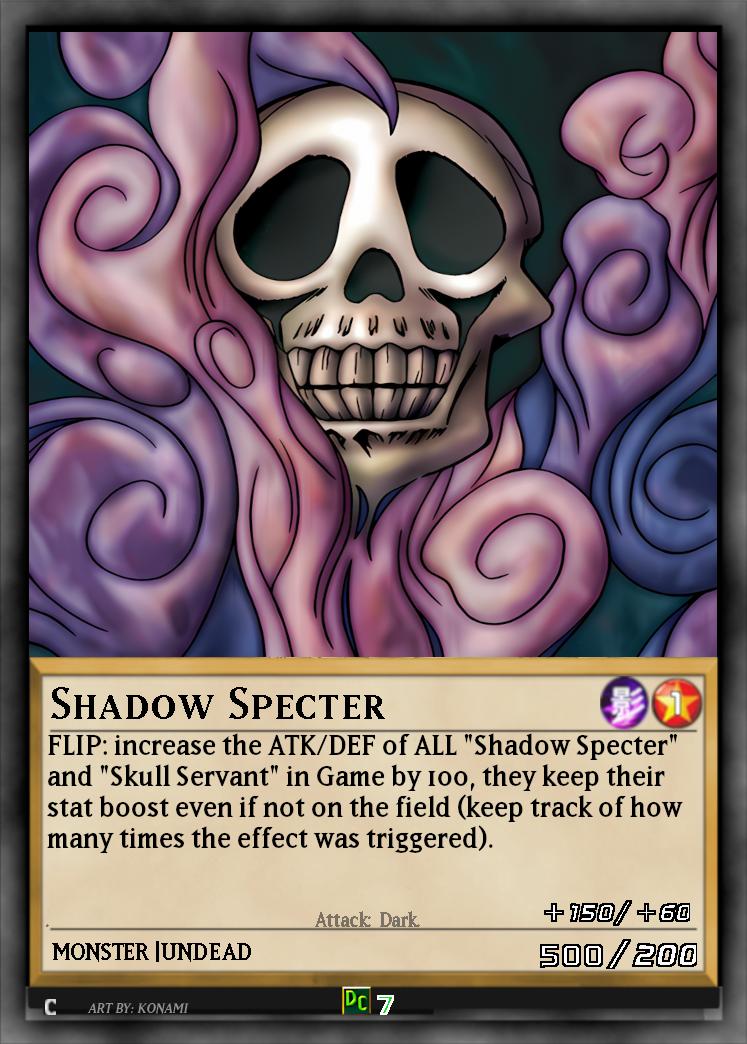 SHADOW SPECTER
影 1
FLIP: increase the ATK/DEF of ALL "Shadow Specter"
and "Skull Servant" in Game by 100, they keep their
stat boost even if not on the field (keep track of how
many times the effect was triggered).
Attack: Dark
+150/+60
MONSTER |UNDEAD
500/200
C
ART BY: KONAMI
DC 7